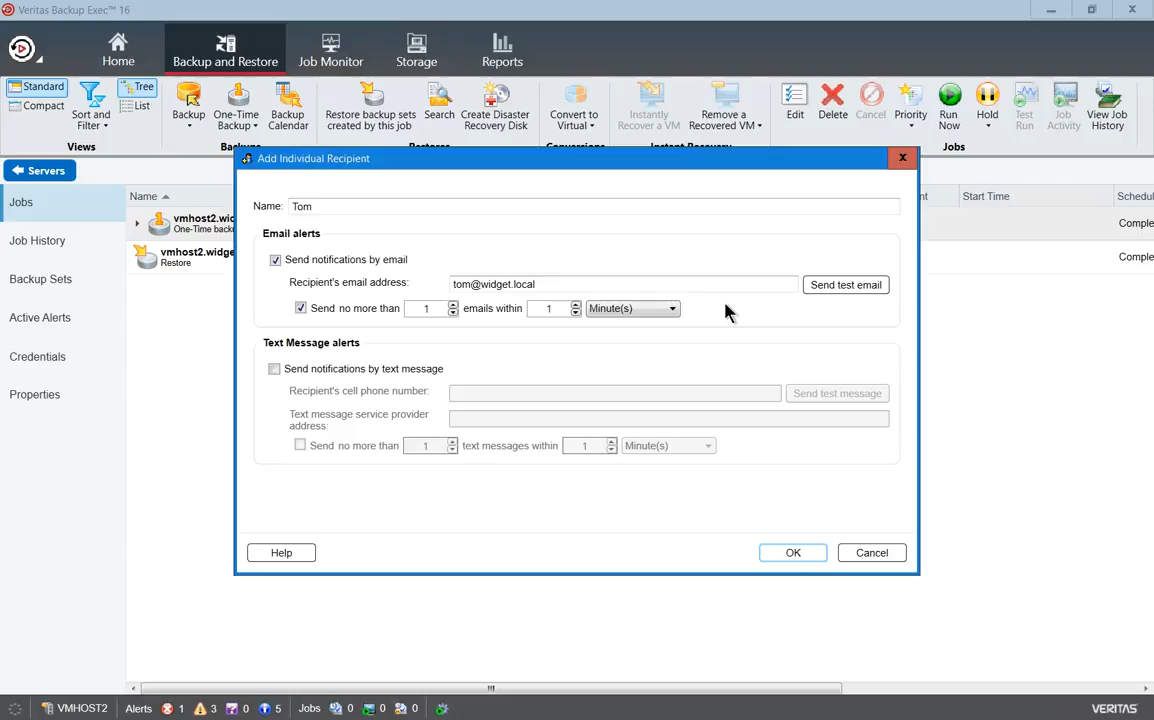 Veritas Backup Exec™ 16
Home
Backup and Restore
Job Monitor
Storage
Reports
Standard
Compact
Sort and Filter
Tree
List
Views
Backup
One-Time Backup
Backup Calendar
Restore backup sets created by this job
Search
Create Disaster Recovery Disk
Convert to Virtual
Instantly Recover a VM
Remove a Recovered VM
Edit
Delete
Cancel
Priority
Run Now
Hold
Test Run
Job Activity
View Job History
Jobs
Servers
Jobs
Job History
Backup Sets
Active Alerts
Credentials
Properties
Name
Start Time
Schedul
vmhost2.wid
One-Time back
Comple
vmhost2.widge
Restore
Comple
Add Individual Recipient
Name: Tom
Email alerts
Send notifications by email
Recipient's email address: tom@widget.local Send test email
Send no more than 1 emails within 1 Minute(s)
Text Message alerts
Send notifications by text message
Recipient's cell phone number: Send test message
Text message service provider address:
Send no more than 1 text messages within 1 Minute(s)
Help OK Cancel
VMHOST2 Alerts 1 3 0 5 Jobs 0 0 0
VERITAS